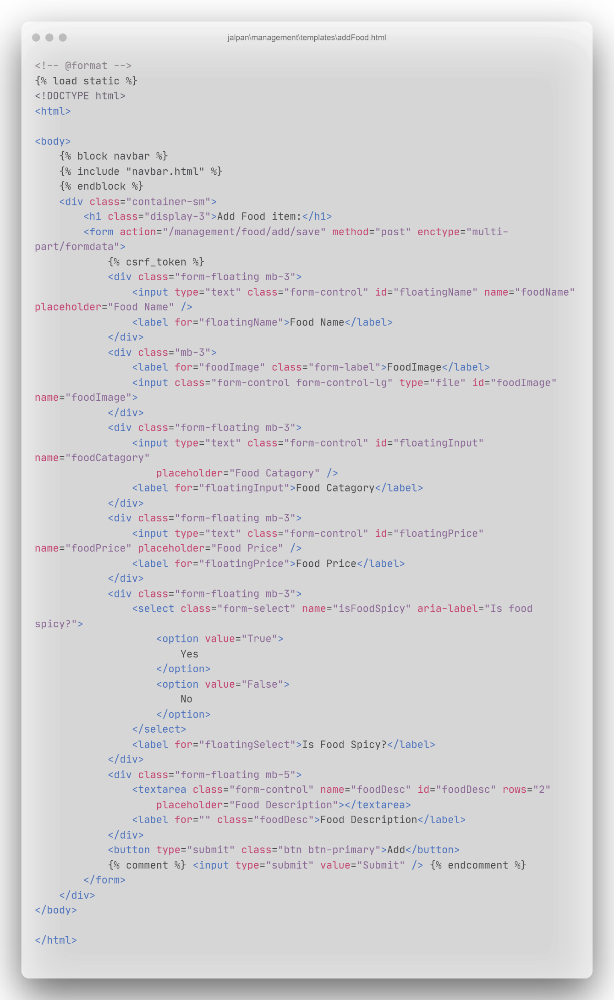 jalpan\management\templates\addFood.html
<!-- @format -->
{% load static %}
<!DOCTYPE html>
<html>

<body>
    {% block navbar %}
    {% include "navbar.html" %}
    {% endblock %}
    <div class="container-sm">
        <h1 class="display-3">Add Food item:</h1>
        <form action="/management/food/add/save" method="post" enctype="multi-
part/formdata">
            {% csrf_token %}
            <div class="form-floating mb-3">
                <input type="text" class="form-control" id="floatingName" name="foodName"
placeholder="Food Name" />
                <label for="floatingName">Food Name</label>
            </div>
            <div class="mb-3">
                <label for="foodImage" class="form-label">FoodImage</label>
                <input class="form-control form-control-lg" type="file" id="foodImage"
name="foodImage">
            </div>
            <div class="form-floating mb-3">
                <input type="text" class="form-control" id="floatingInput"
name="foodCatagory"
                    placeholder="Food Catagory" />
                <label for="floatingInput">Food Catagory</label>
            </div>
            <div class="form-floating mb-3">
                <input type="text" class="form-control" id="floatingPrice"
name="foodPrice" placeholder="Food Price" />
                <label for="floatingPrice">Food Price</label>
            </div>
            <div class="form-floating mb-3">
                <select class="form-select" name="isFoodSpicy" aria-label="Is food
spicy?">
                    <option value="True">
                        Yes
                    </option>
                    <option value="False">
                        No
                    </option>
                </select>
                <label for="floatingSelect">Is Food Spicy?</label>
            </div>
            <div class="form-floating mb-5">
                <textarea class="form-control" name="foodDesc" id="foodDesc" rows="2"
                    placeholder="Food Description"></textarea>
                <label for="" class="foodDesc">Food Description</label>
            </div>
            <button type="submit" class="btn btn-primary">Add</button>
            {% comment %} <input type="submit" value="Submit" /> {% endcomment %}
        </form>
    </div>
</body>

</html>